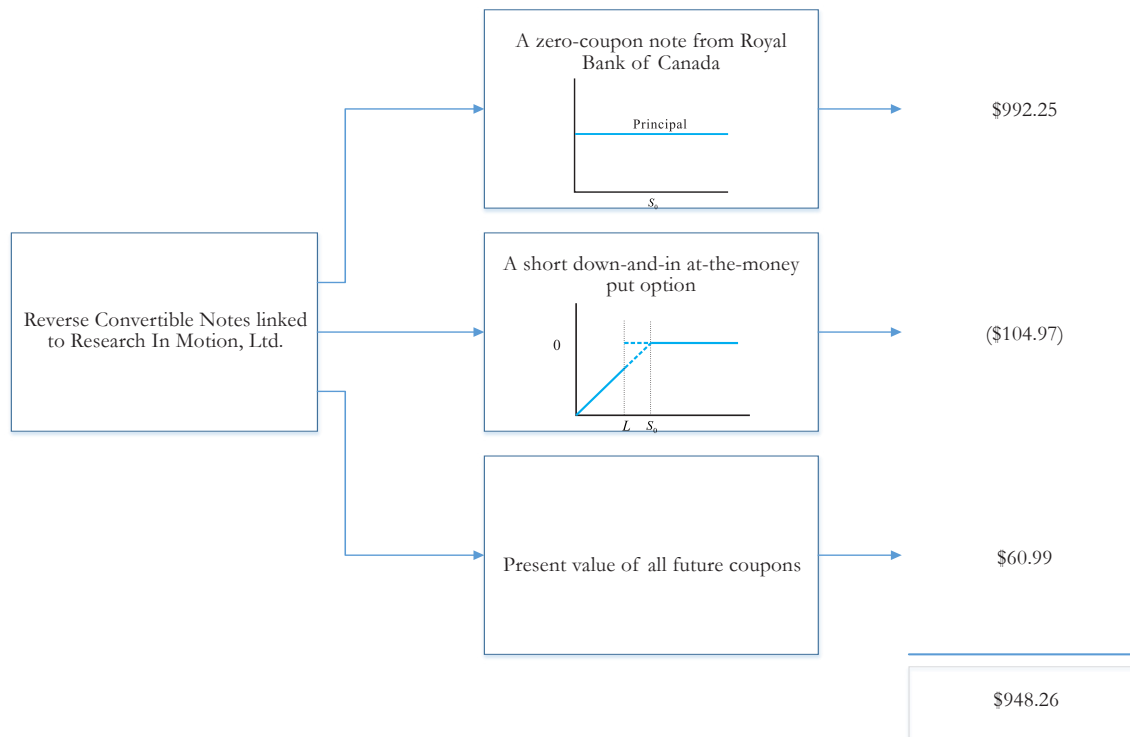 A zero-coupon note from Royal
Bank of Canada
Principal
S₀
$992.25
Reverse Convertible Notes linked
to Research In Motion, Ltd.
A short down-and-in at-the-money
put option
0
L S₀
($104.97)
Present value of all future coupons
$60.99
$948.26